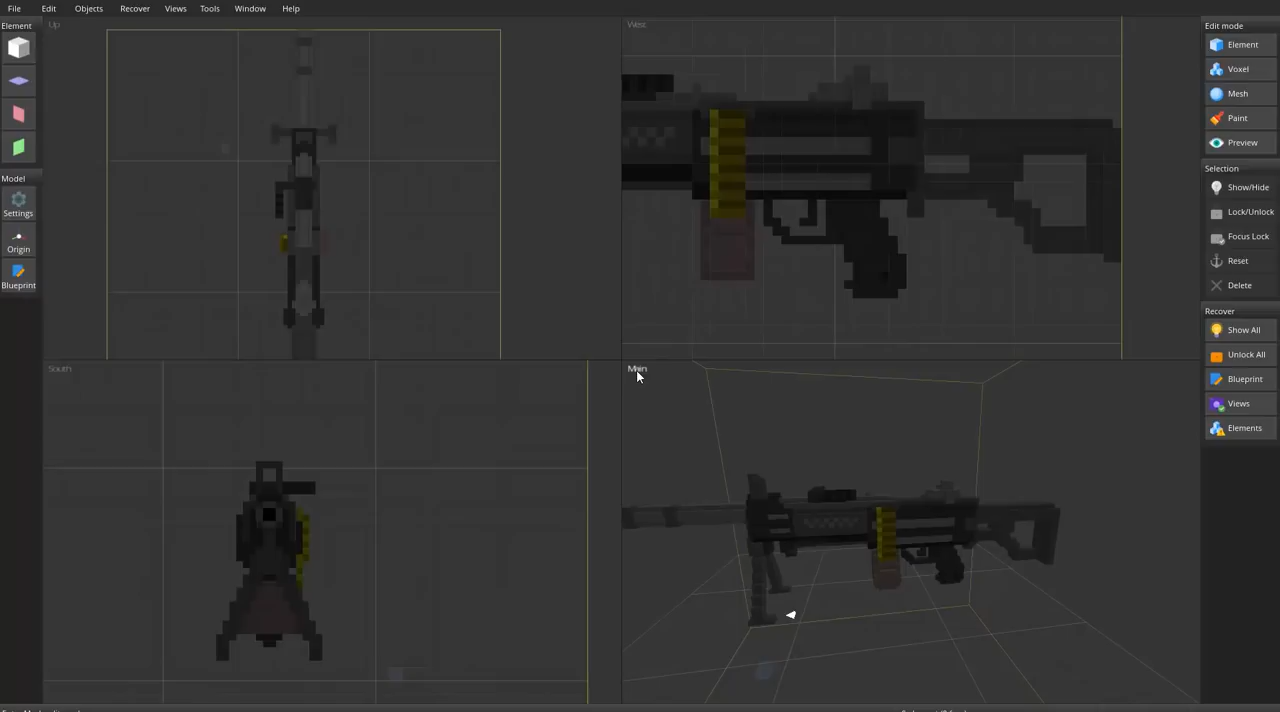 File Edit Objects Recover Views Tools Window Help
Element
Model
Settings
Origin
Blueprint
Up
West
South
Main
Edit mode
Element
Voxel
Mesh
Paint
Preview
Selection
Show/Hide
Lock/Unlock
Focus Lock
Reset
Delete
Recover
Show All
Unlock All
Blueprint
Views
Elements